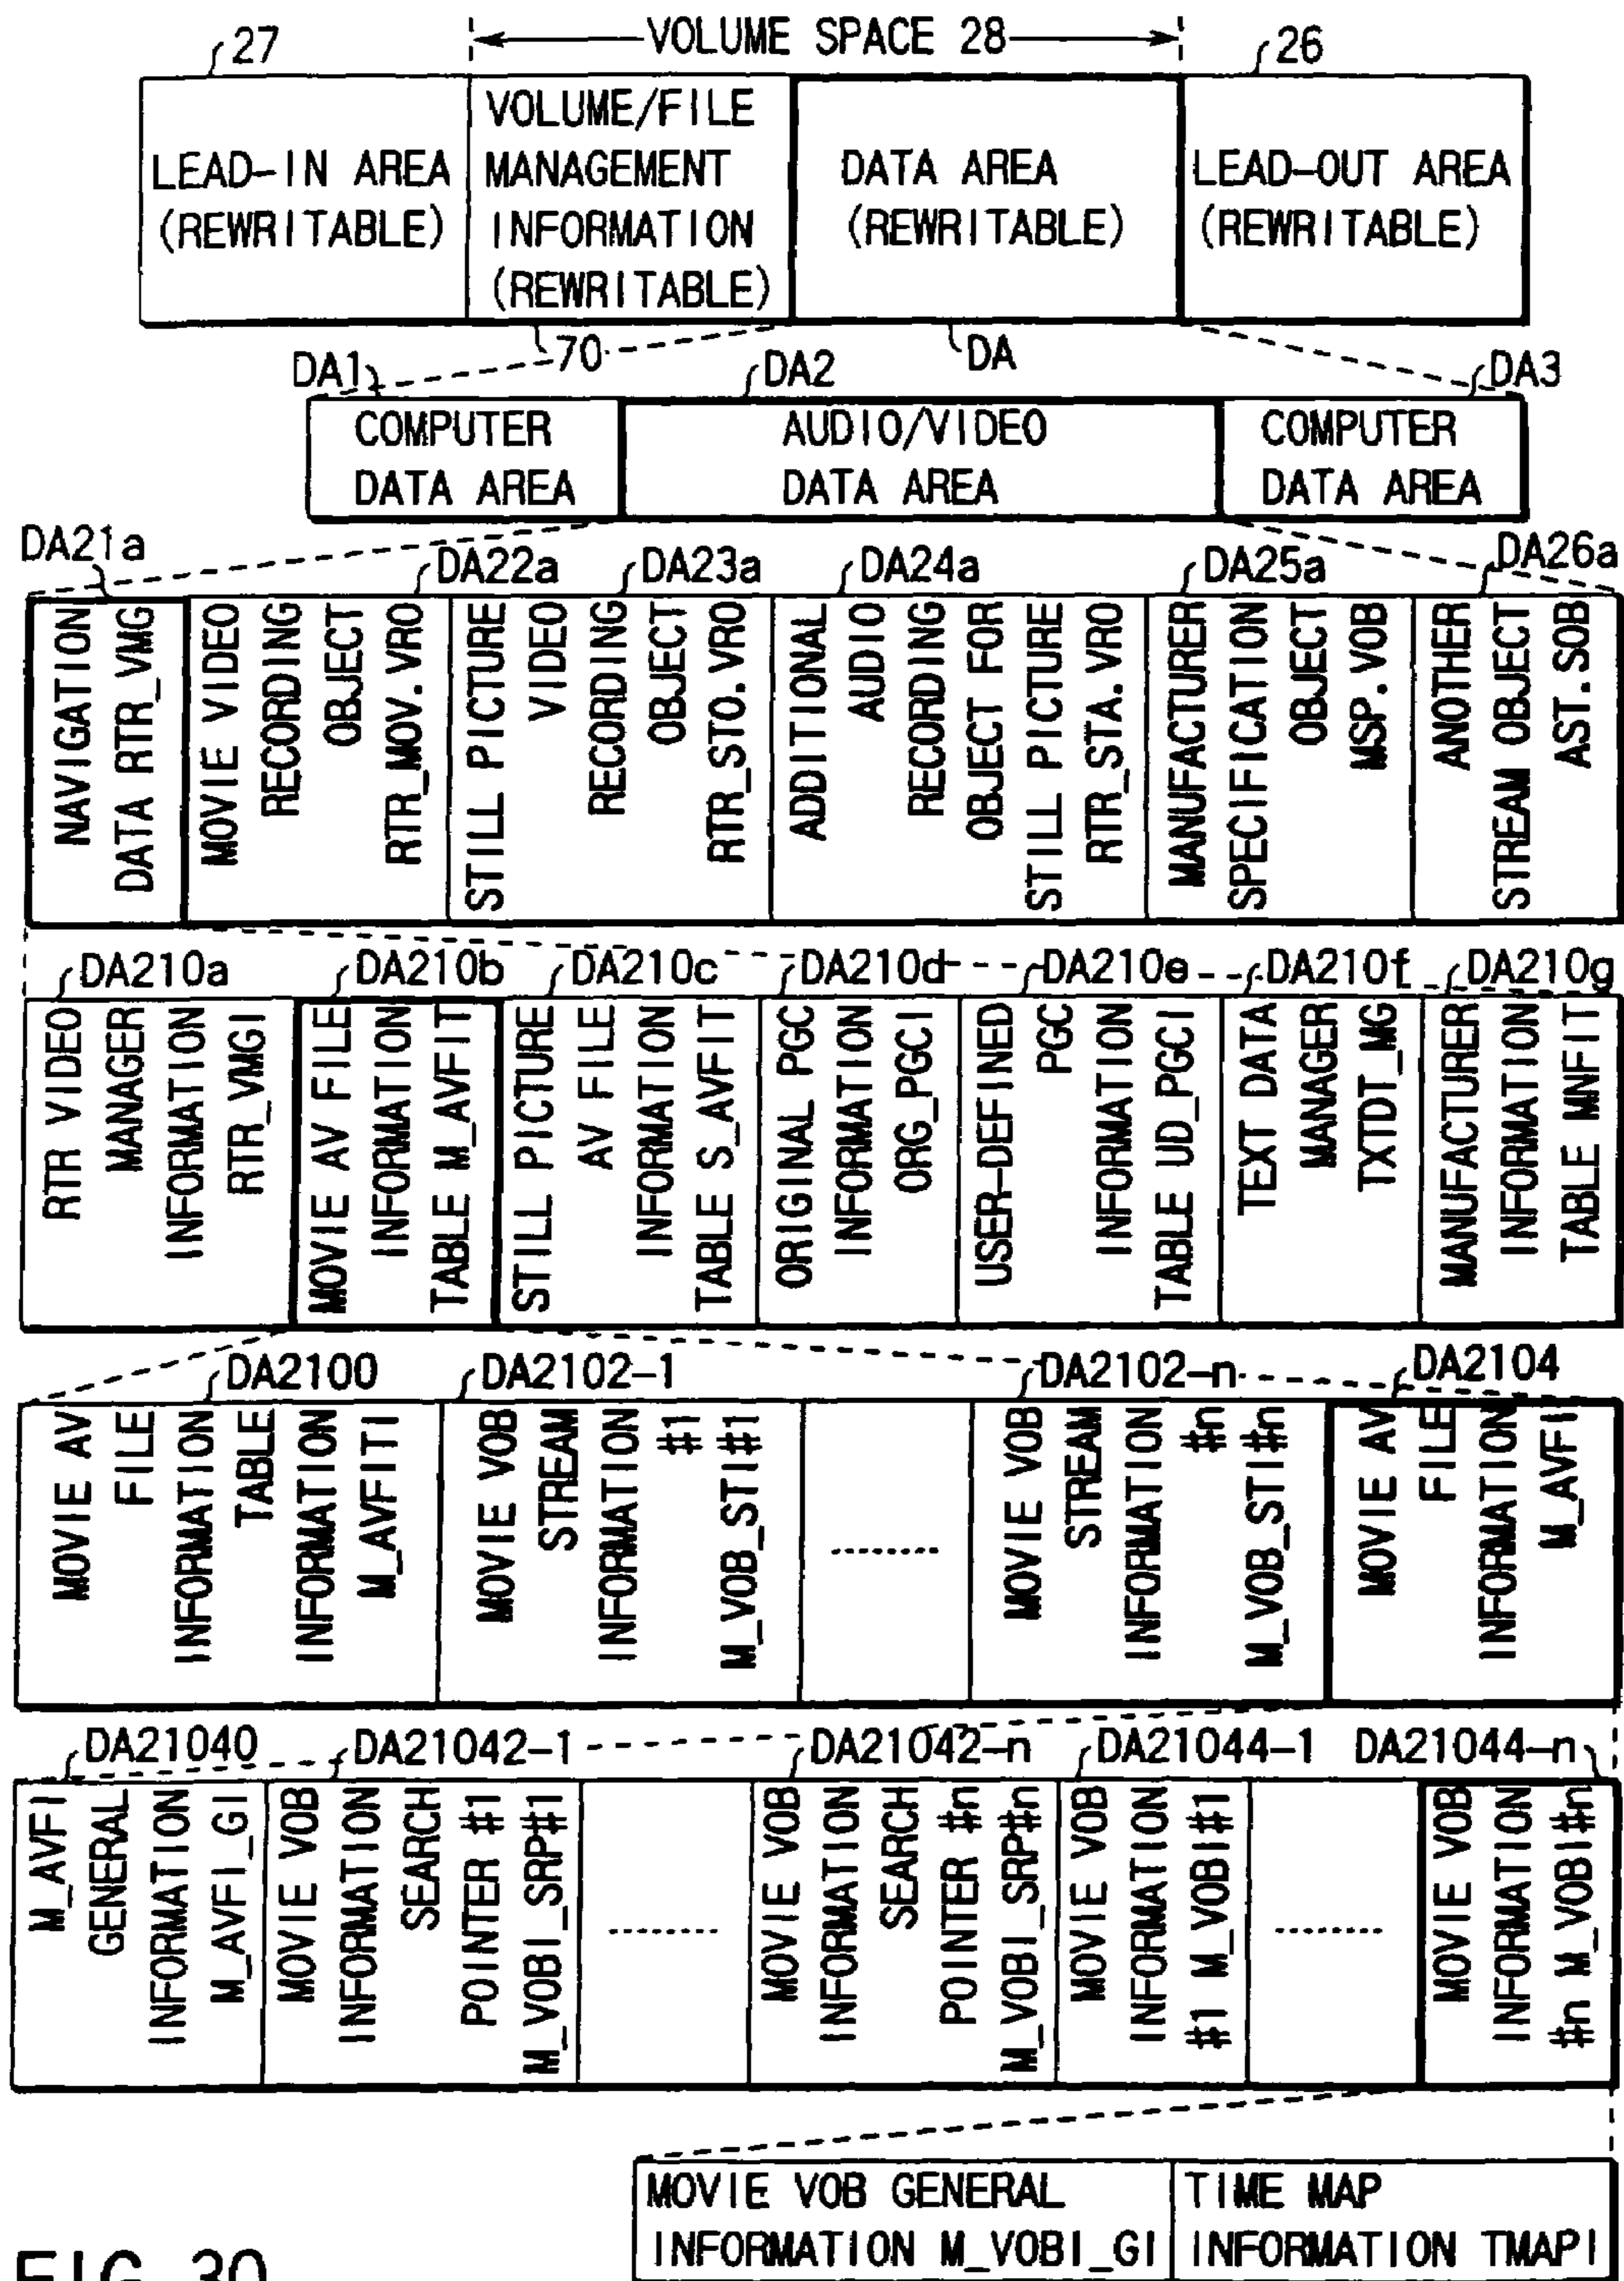 27
VOLUME SPACE 28
26
LEAD-IN AREA
(REWRITABLE)
VOLUME/FILE
MANAGEMENT
INFORMATION
(REWRITABLE)
DATA AREA
(REWRITABLE)
LEAD-OUT AREA
(REWRITABLE)
70
DA
DA1
DA2
DA3
COMPUTER
DATA AREA
AUDIO/VIDEO
DATA AREA
COMPUTER
DATA AREA
DA21a
DA22a
DA23a
DA24a
DA25a
DA26a
NAVIGATION
DATA RTR_VMG
MOVIE VIDEO
RECORDING
OBJECT
RTR_MOV.VRO
STILL PICTURE
VIDEO
RECORDING
OBJECT
RTR_STO.VRO
ADDITIONAL
AUDIO
RECORDING
OBJECT FOR
STILL PICTURE
RTR_STA.VRO
MANUFACTURER
SPECIFICATION
OBJECT
MSP.VOB
ANOTHER
STREAM OBJECT
AST.SOB
DA210a
DA210b
DA210c
DA210d
DA210e
DA210f
DA210g
RTR VIDEO
MANAGER
INFORMATION
RTR_VMGI
MOVIE AV FILE
INFORMATION
TABLE M_AVFIT
STILL PICTURE
AV FILE
INFORMATION
TABLE S_AVFIT
ORIGINAL PGC
INFORMATION
ORG_PGCI
USER-DEFINED
PGC
INFORMATION
TABLE UD_PGCI
TEXT DATA
MANAGER
TXTDT_MG
MANUFACTURER
INFORMATION
TABLE MNFIT
DA2100
DA2102-1
DA2102-n
DA2104
MOVIE AV
FILE
INFORMATION
TABLE
INFORMATION
M_AVFITI
MOVIE VOB
STREAM
INFORMATION
#1
M_VOB_STI#1
.........
MOVIE VOB
STREAM
INFORMATION
#n
M_VOB_STI#n
MOVIE AV
FILE
INFORMATION
M_AVFI
DA21040
DA21042-1
DA21042-n
DA21044-1
DA21044-n
M_AVFI
GENERAL
INFORMATION
M_AVFI_GI
MOVIE VOB
INFORMATION
SEARCH
POINTER #1
M_VOBI_SRP#1
.........
MOVIE VOB
INFORMATION
SEARCH
POINTER #n
M_VOBI_SRP#n
MOVIE VOB
INFORMATION
#1 M_VOBI#1
.........
MOVIE VOB
INFORMATION
#n M_VOBI#n
MOVIE VOB GENERAL
INFORMATION M_VOBI_GI
TIME MAP
INFORMATION TMAPI
FIG. 30